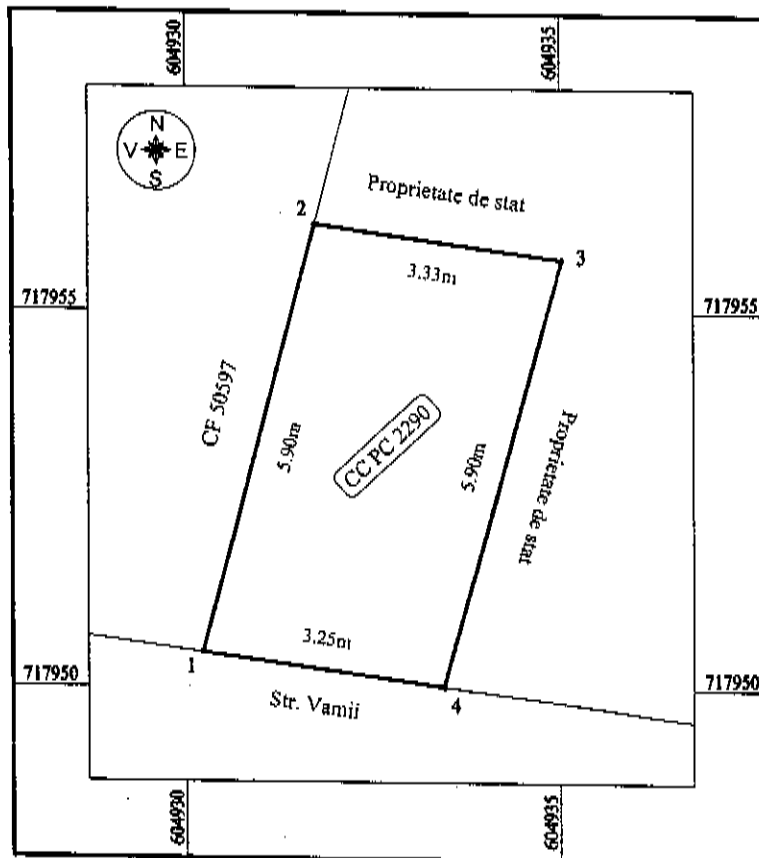 604930
604935
N
V E
S
Proprietate de stat
2
3
3.33m
717955
717955
CF 50597
5.90m
CC PC 2290
5.90m
Proprietate de stat
3.25m
1
717950
Str. Vamii
4
717950
604930
604935